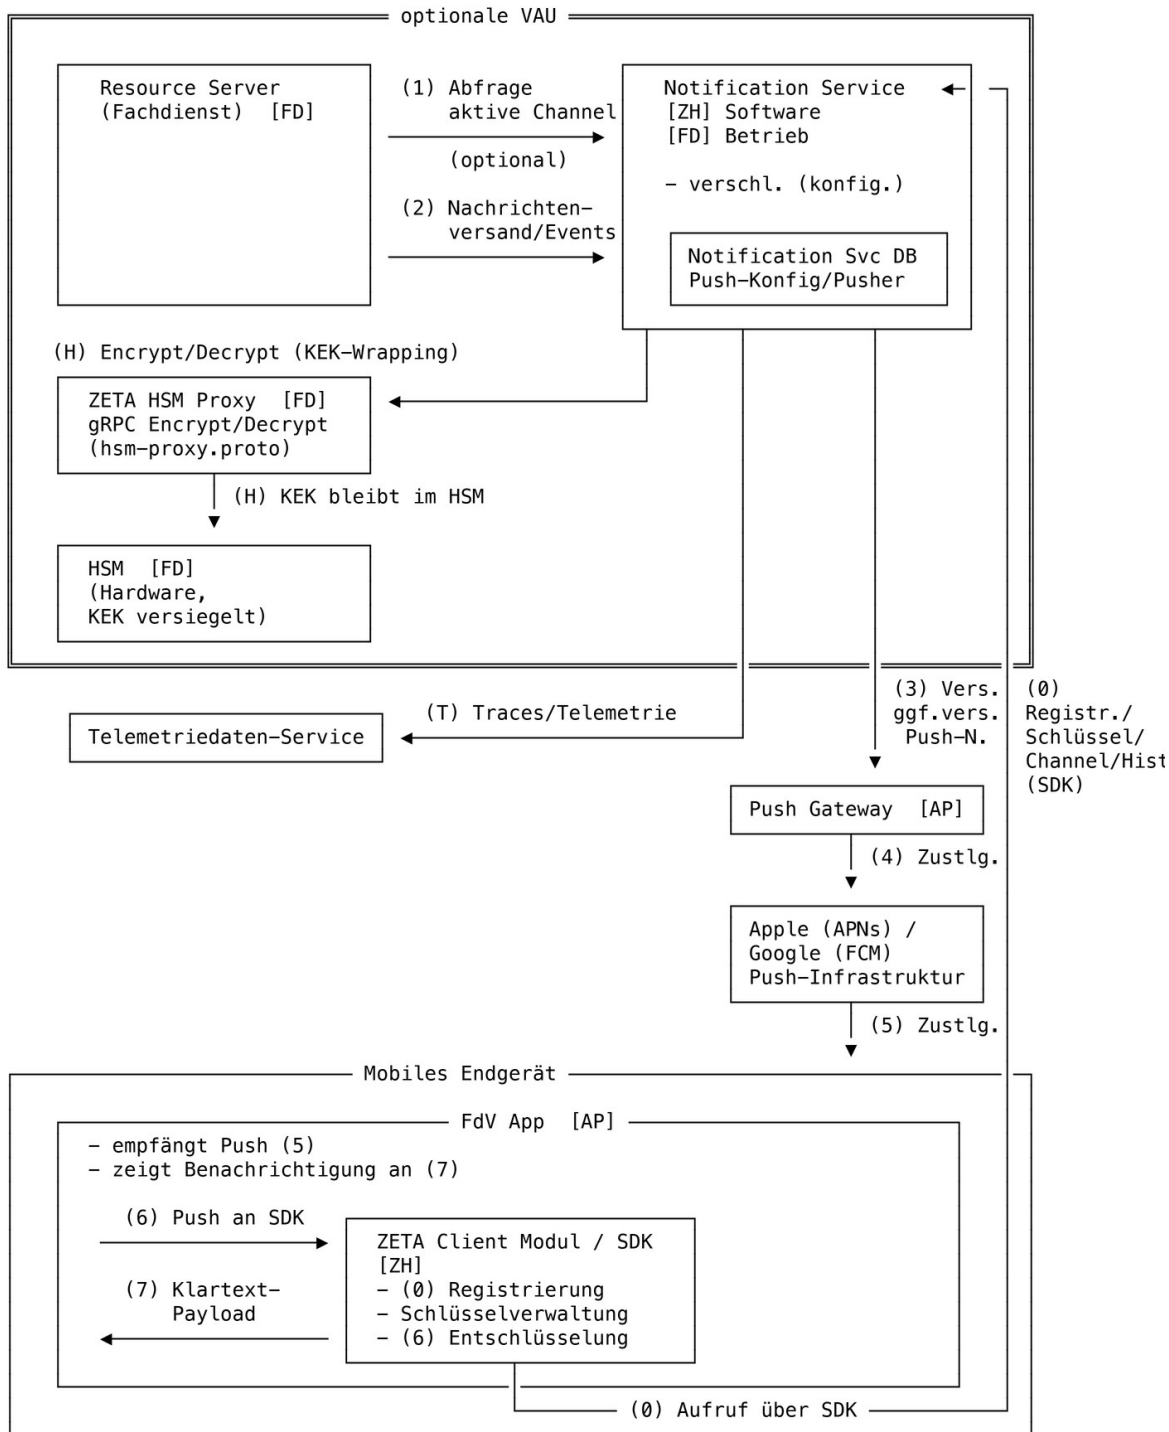 optionale VAU
Resource Server
(Fachdienst) [FD]
(1) Abfrage
aktive Channel
(optional)
(2) Nachrichten-
versand/Events
Notification Service
[ZH] Software
[FD] Betrieb
- verschl. (konfig.)
Notification Svc DB
Push-Konfig/Pusher
(H) Encrypt/Decrypt (KEK-Wrapping)
ZETA HSM Proxy [FD]
gRPC Encrypt/Decrypt
(hsm-proxy.proto)
(H) KEK bleibt im HSM
HSM [FD]
(Hardware,
KEK versiegelt)
(T) Traces/Telemetrie
Telemetriedaten-Service
(3) Vers.
ggf.vers.
Push-N.
(0)
Registr./
Schlüssel/
Channel/Hist
(SDK)
Push Gateway [AP]
(4) Zustlg.
Apple (APNs) /
Google (FCM)
Push-Infrastruktur
(5) Zustlg.
Mobiles Endgerät
FdV App [AP]
- empfängt Push (5)
- zeigt Benachrichtigung an (7)
(6) Push an SDK
(7) Klartext-
Payload
ZETA Client Modul / SDK
[ZH]
- (0) Registrierung
- Schlüsselverwaltung
- (6) Entschlüsselung
(0) Aufruf über SDK